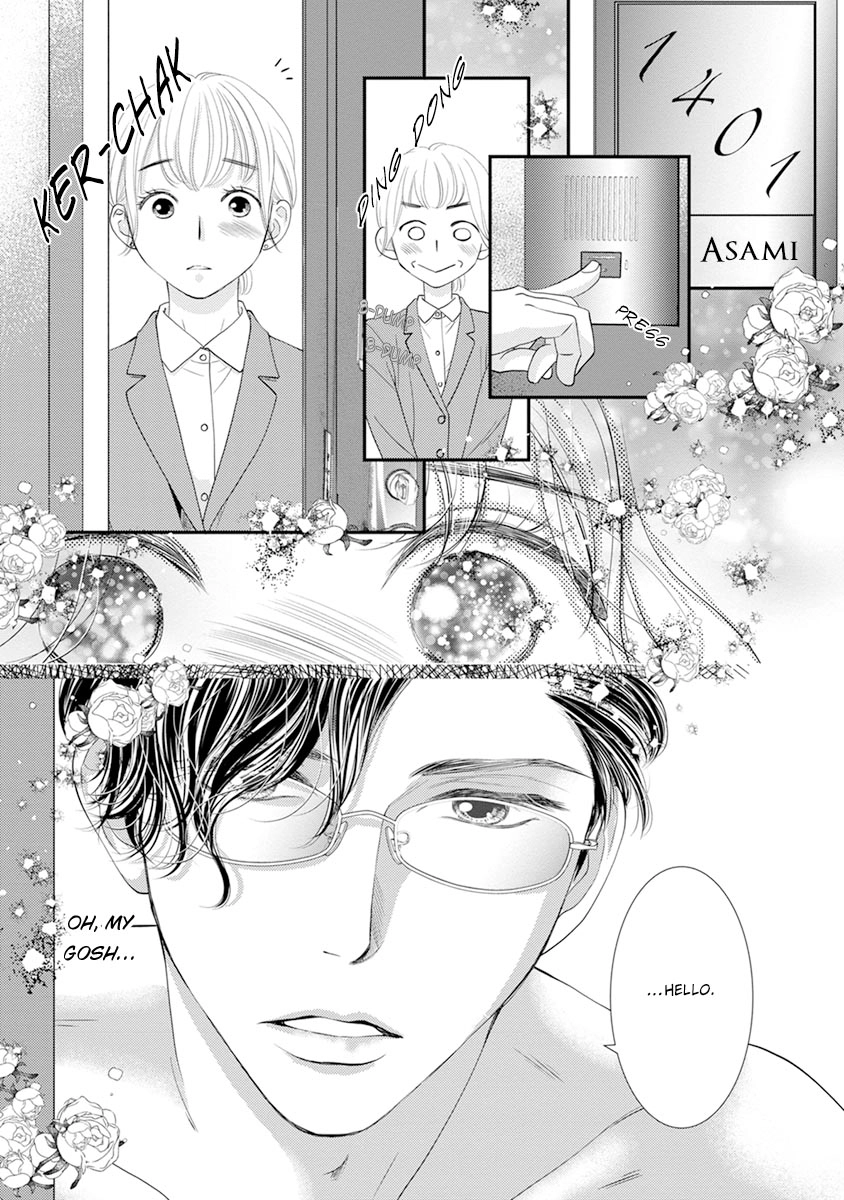 1401
ASAMI
PRESS
DING DONG
B-DUMP
B-DUMP
KER-CHAK
...HELLO.
OH, MY
GOSH...